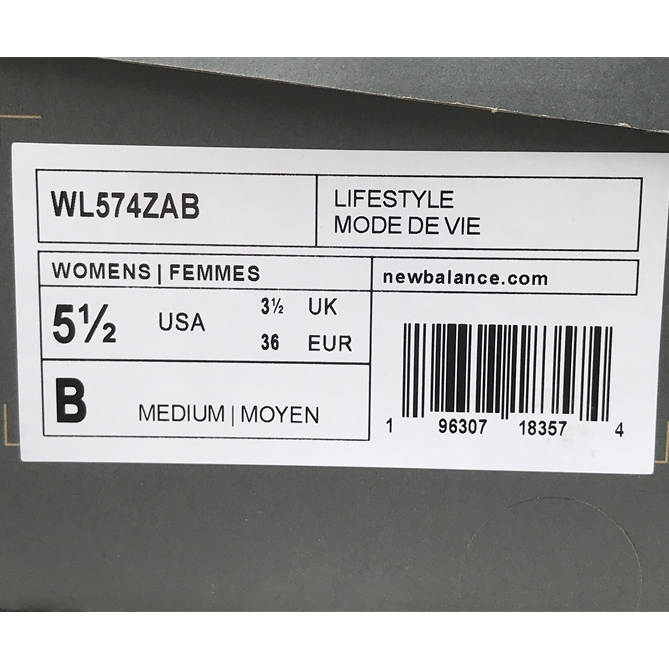 WL574ZAB
LIFESTYLE
MODE DE VIE
WOMENS | FEMMES
newbalance.com
5½ USA
3½ UK
36 EUR
B MEDIUM | MOYEN
1 96307 18357 4